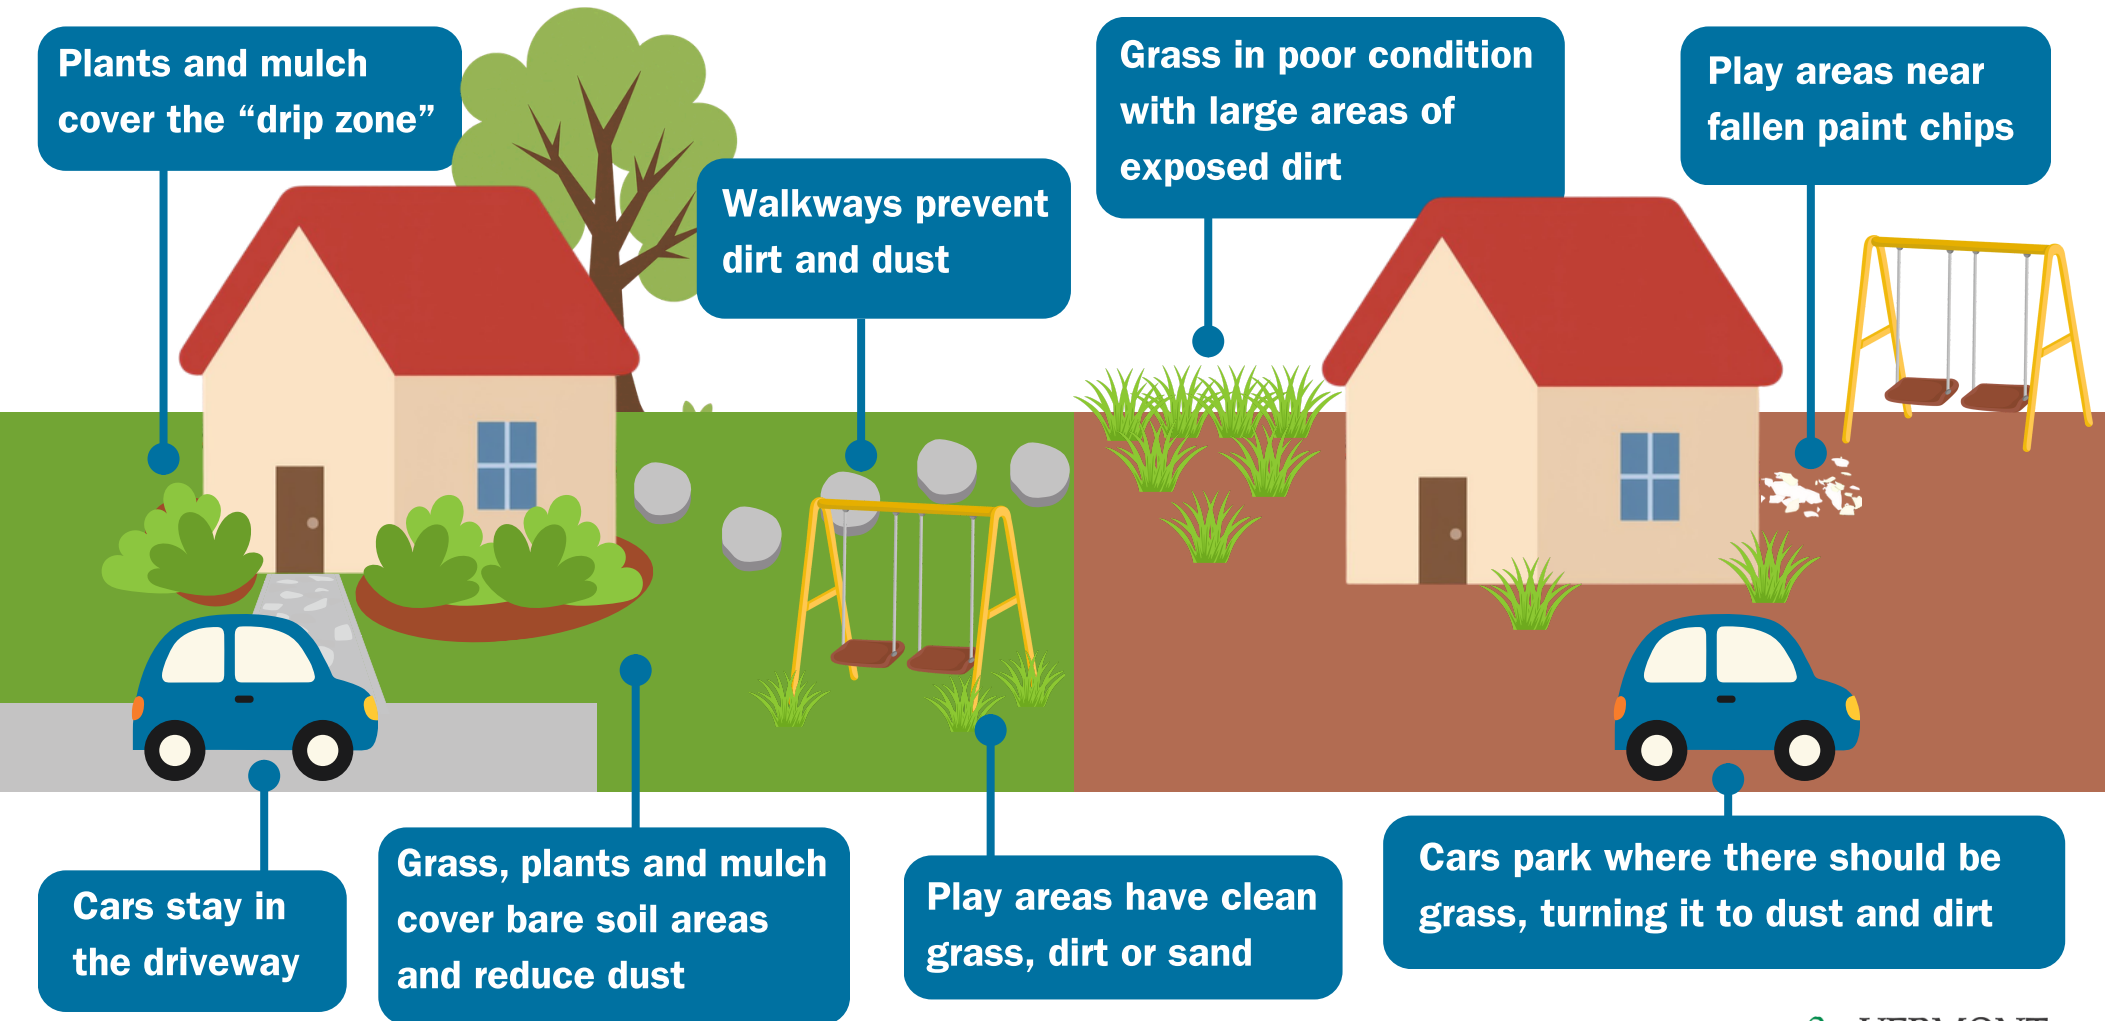 Plants and mulch
cover the “drip zone”
Walkways prevent
dirt and dust
Grass in poor condition
with large areas of
exposed dirt
Play areas near
fallen paint chips
Cars stay in
the driveway
Grass, plants and mulch
cover bare soil areas
and reduce dust
Play areas have clean
grass, dirt or sand
Cars park where there should be
grass, turning it to dust and dirt
VERMONT